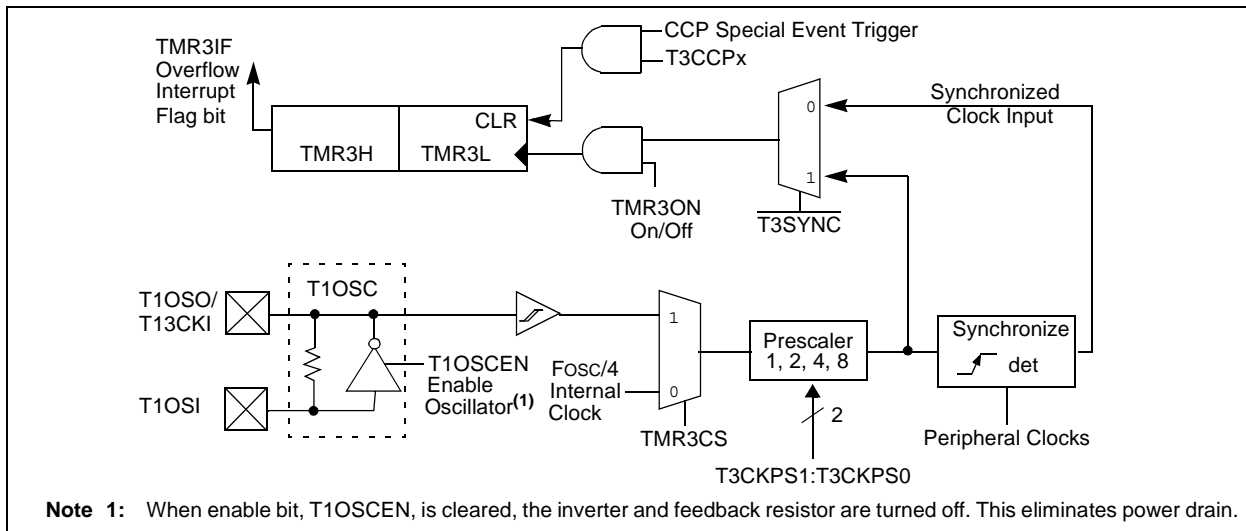 TMR3IF
Overflow
Interrupt
Flag bit
CCP Special Event Trigger
T3CCPx
CLR
TMR3H
TMR3L
TMR3ON
On/Off
0
1
T3SYNC
Synchronized
Clock Input
T1OSO/
T13CKI
T1OSI
T1OSC
T1OSCEN
Enable
Oscillator(1)
FOSC/4
Internal
Clock
1
0
TMR3CS
Prescaler
1, 2, 4, 8
2
T3CKPS1:T3CKPS0
Synchronize
det
Peripheral Clocks
Note 1: When enable bit, T1OSCEN, is cleared, the inverter and feedback resistor are turned off. This eliminates power drain.